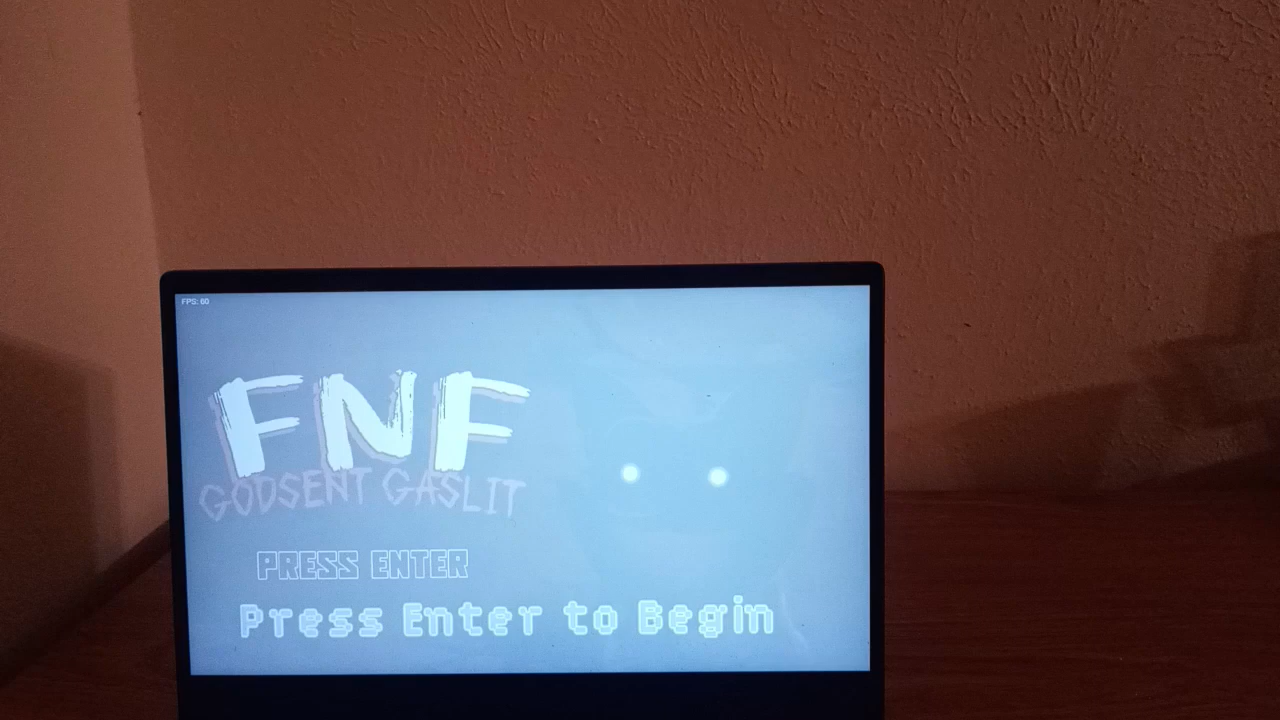 FPS: 60
FNF
GODSENT GASLIT
PRESS ENTER
Press Enter to Begin